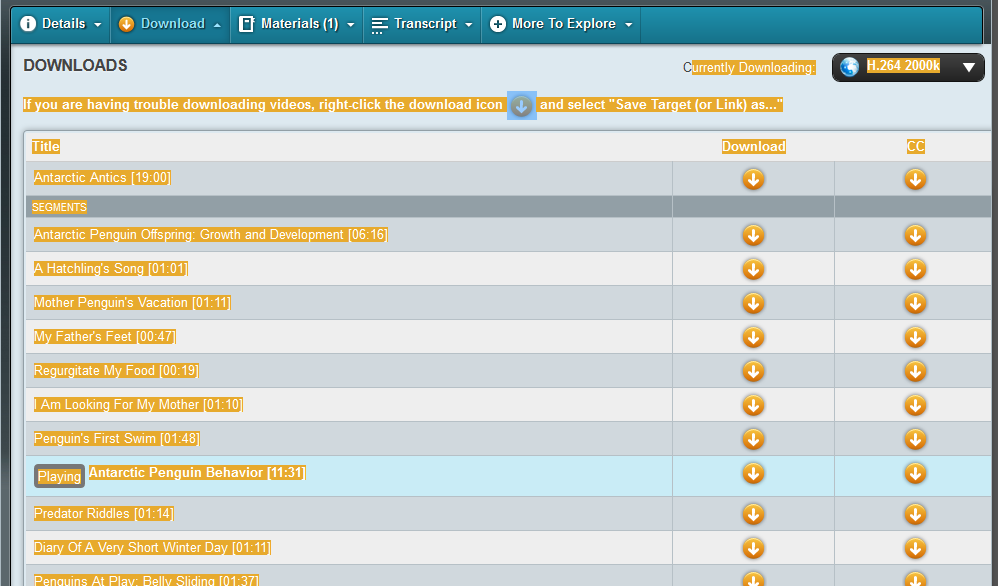 Details Download Materials (1) Transcript More To Explore
DOWNLOADS Currently Downloading: H.264 2000k
If you are having trouble downloading videos, right-click the download icon and select "Save Target (or Link) as..."
Title Download CC
Antarctic Antics [19:00]
SEGMENTS
Antarctic Penguin Offspring: Growth and Development [06:16]
A Hatchling's Song [01:01]
Mother Penguin's Vacation [01:11]
My Father's Feet [00:47]
Regurgitate My Food [00:19]
I Am Looking For My Mother [01:10]
Penguin's First Swim [01:48]
Playing Antarctic Penguin Behavior [11:31]
Predator Riddles [01:14]
Diary Of A Very Short Winter Day [01:11]
Penguins At Play: Belly Sliding [01:37]